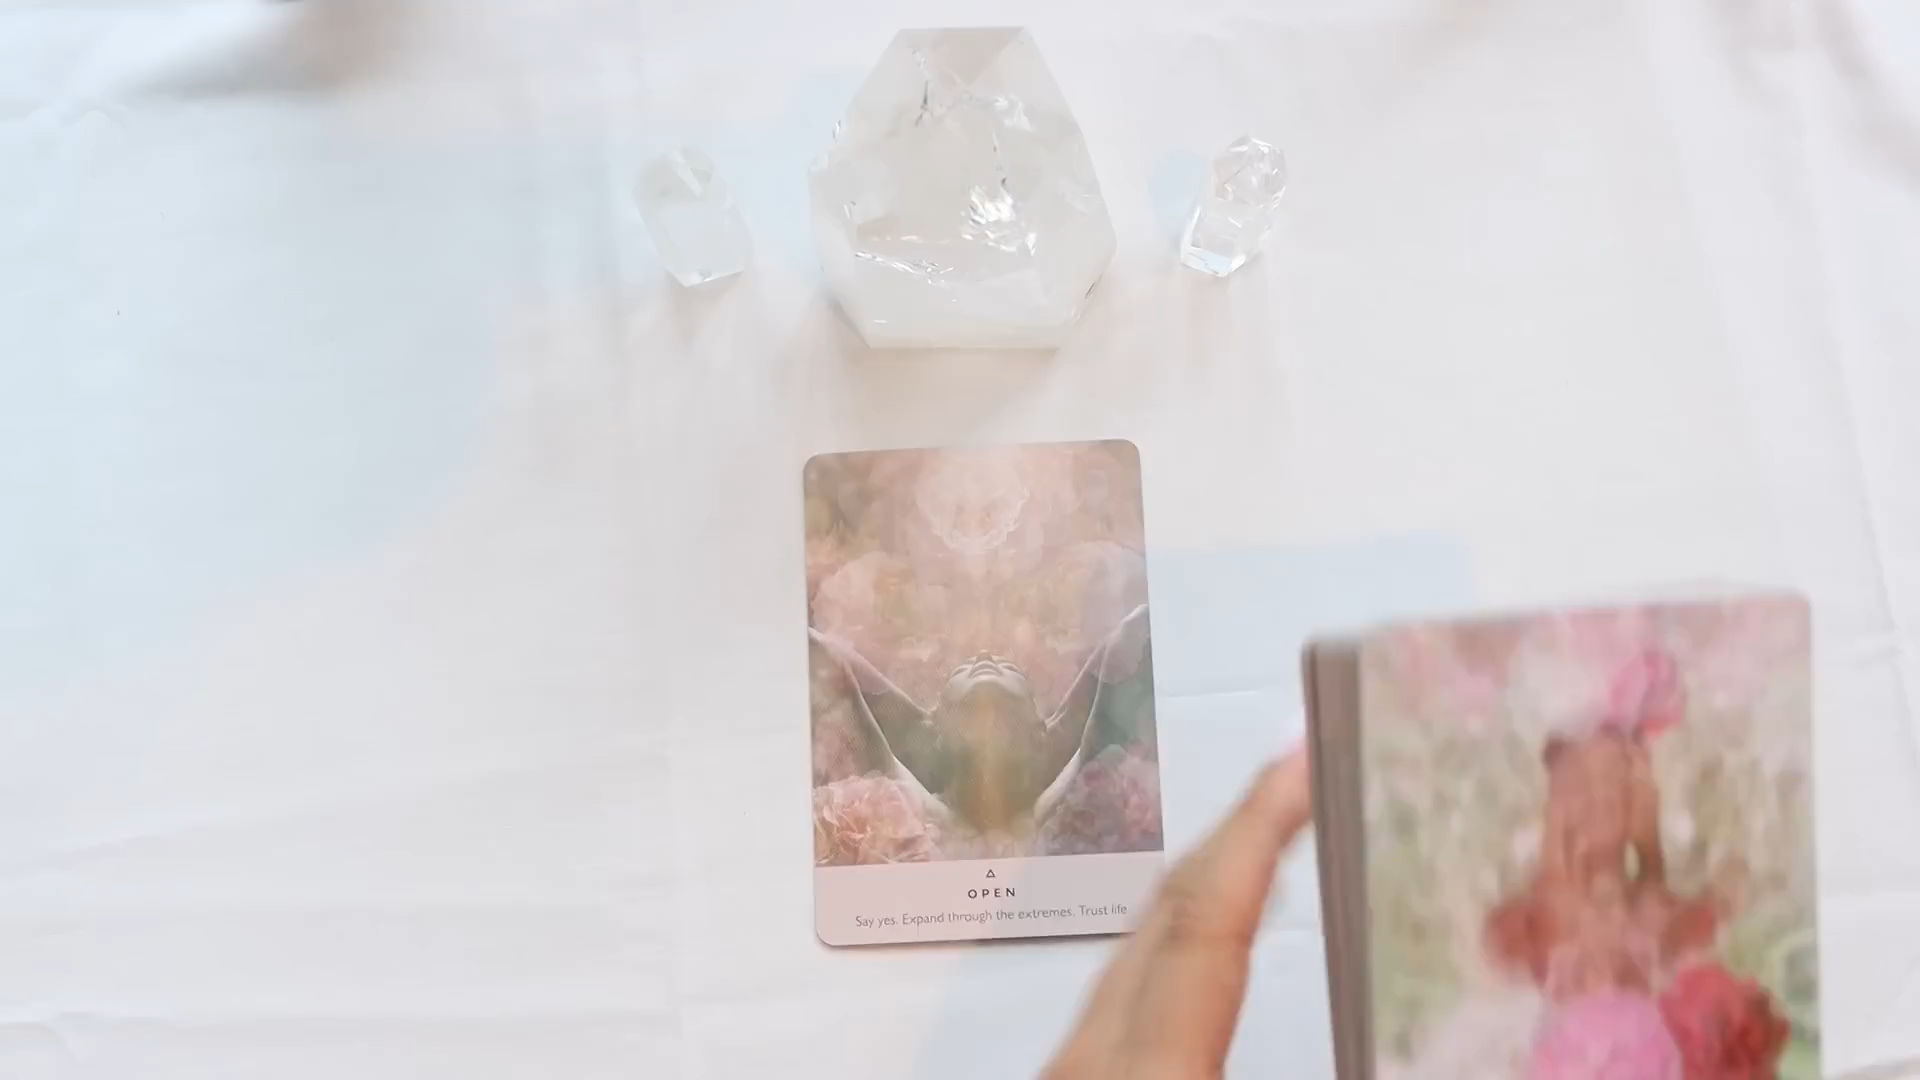 OPEN
Say yes. Expand through the extremes. Trust life